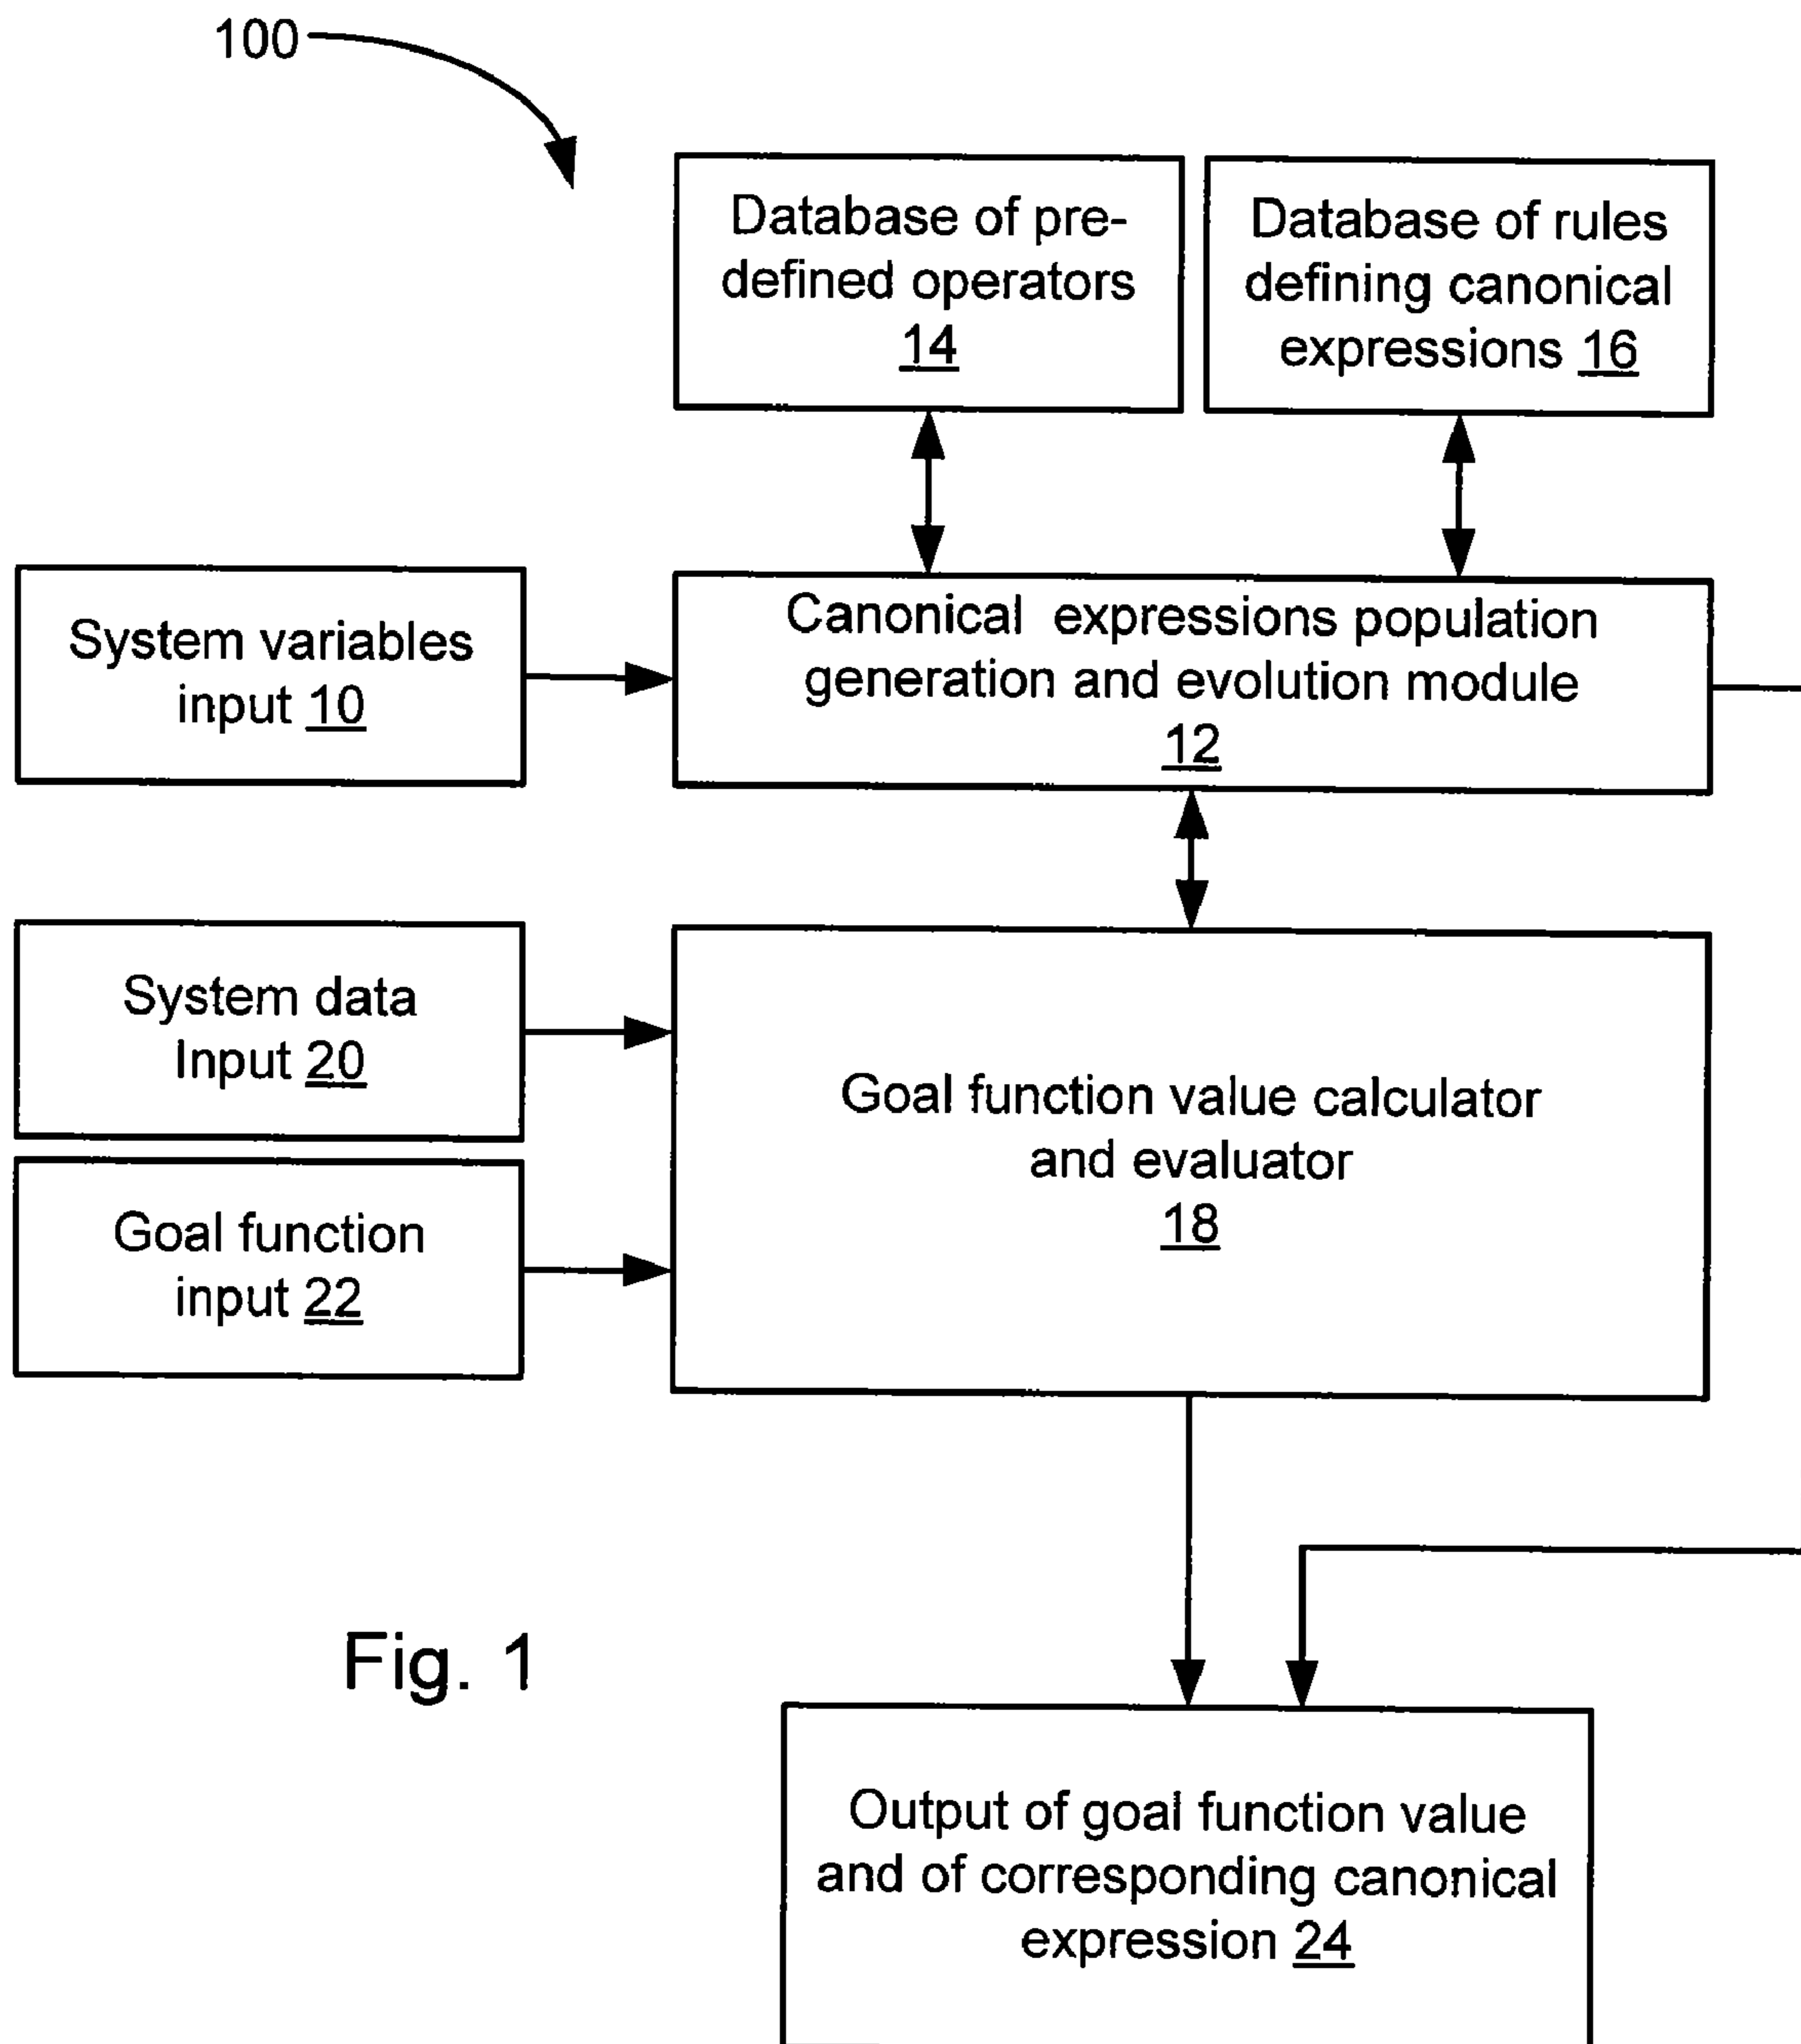 100
Database of pre-
defined operators
14
Database of rules
defining canonical
expressions 16
System variables
input 10
Canonical expressions population
generation and evolution module
12
System data
Input 20
Goal function
input 22
Goal function value calculator
and evaluator
18
Fig. 1
Output of goal function value
and of corresponding canonical
expression 24